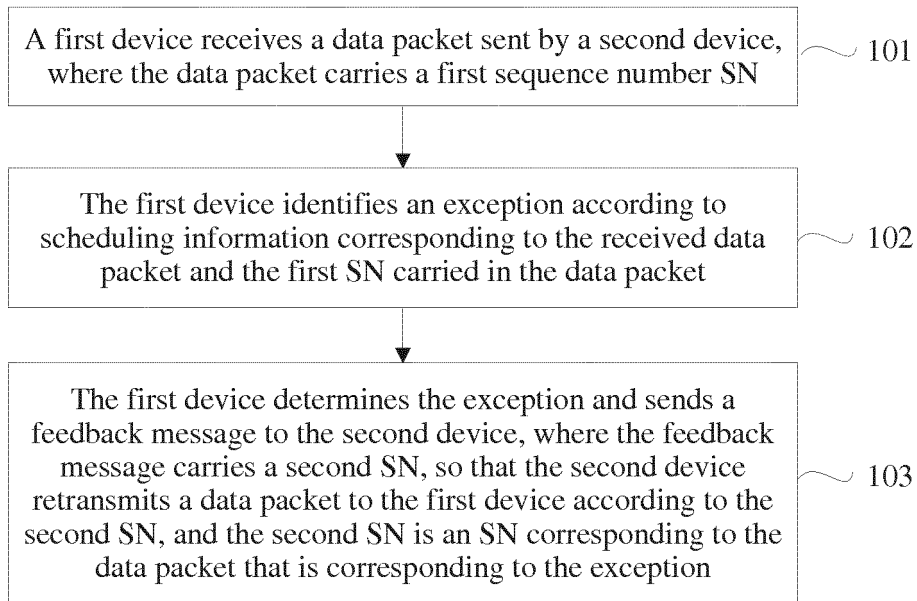 A first device receives a data packet sent by a second device,
where the data packet carries a first sequence number SN
101
The first device identifies an exception according to
scheduling information corresponding to the received data
packet and the first SN carried in the data packet
102
The first device determines the exception and sends a
feedback message to the second device, where the feedback
message carries a second SN, so that the second device
retransmits a data packet to the first device according to the
second SN, and the second SN is an SN corresponding to the
data packet that is corresponding to the exception
103